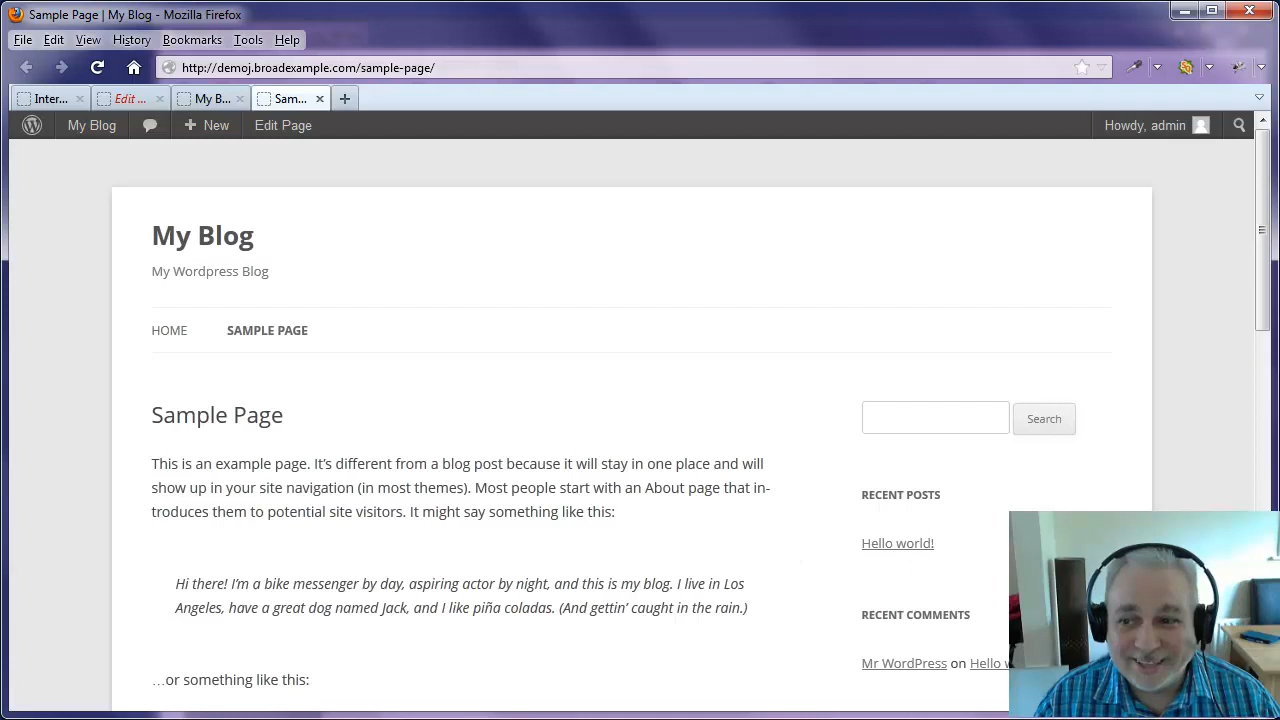 Sample Page | My Blog - Mozilla Firefox
File Edit View History Bookmarks Tools Help
http://demoj.broadexample.com/sample-page/
Inter... Edit ... My B... Sam...
My Blog New Edit Page Howdy, admin
My Blog
My Wordpress Blog
HOME SAMPLE PAGE
Sample Page
Search
This is an example page. It's different from a blog post because it will stay in one place and will
show up in your site navigation (in most themes). Most people start with an About page that in-
troduces them to potential site visitors. It might say something like this:
RECENT POSTS
Hello world!
Hi there! I'm a bike messenger by day, aspiring actor by night, and this is my blog. I live in Los
Angeles, have a great dog named Jack, and I like piña coladas. (And gettin' caught in the rain.)
RECENT COMMENTS
Mr WordPress on Hello
…or something like this: